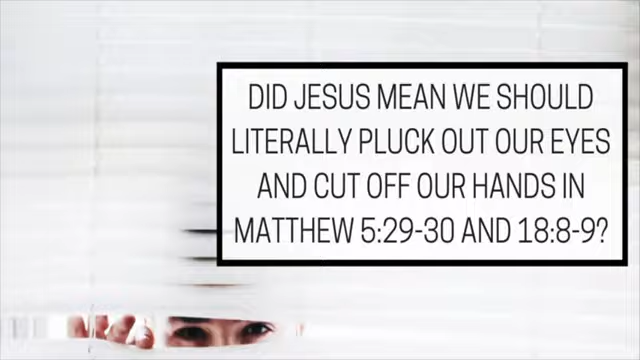 DID JESUS MEAN WE SHOULD
LITERALLY PLUCK OUT OUR EYES
AND CUT OFF OUR HANDS IN
MATTHEW 5:29-30 AND 18:8-9?